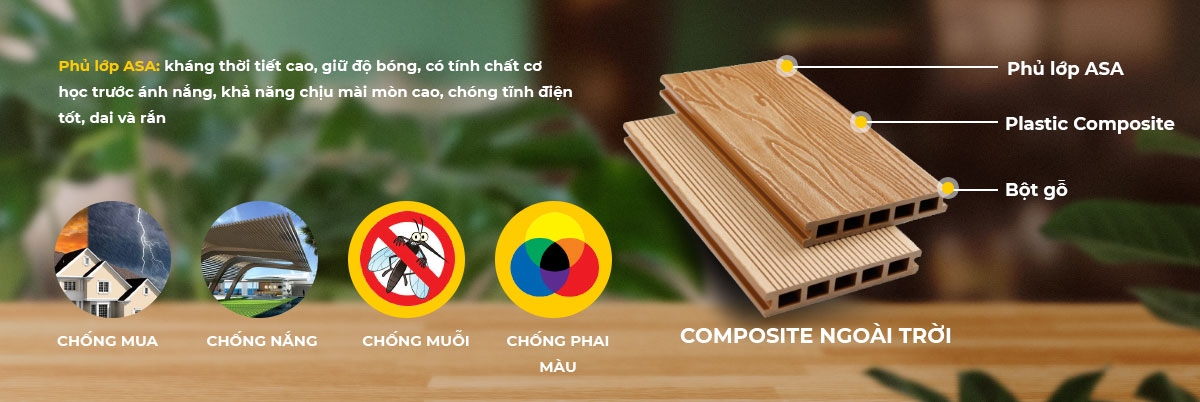 Phủ lớp ASA: kháng thời tiết cao, giữ độ bóng, có tính chất cơ
học trước ánh nắng, khả năng chịu mài mòn cao, chóng tĩnh điện
tốt, dai và rắn
Phủ lớp ASA
Plastic Composite
Bột gỗ
CHỐNG MUA
CHỐNG NẮNG
CHỐNG MUỖI
CHỐNG PHAI
MÀU
COMPOSITE NGOÀI TRỜI